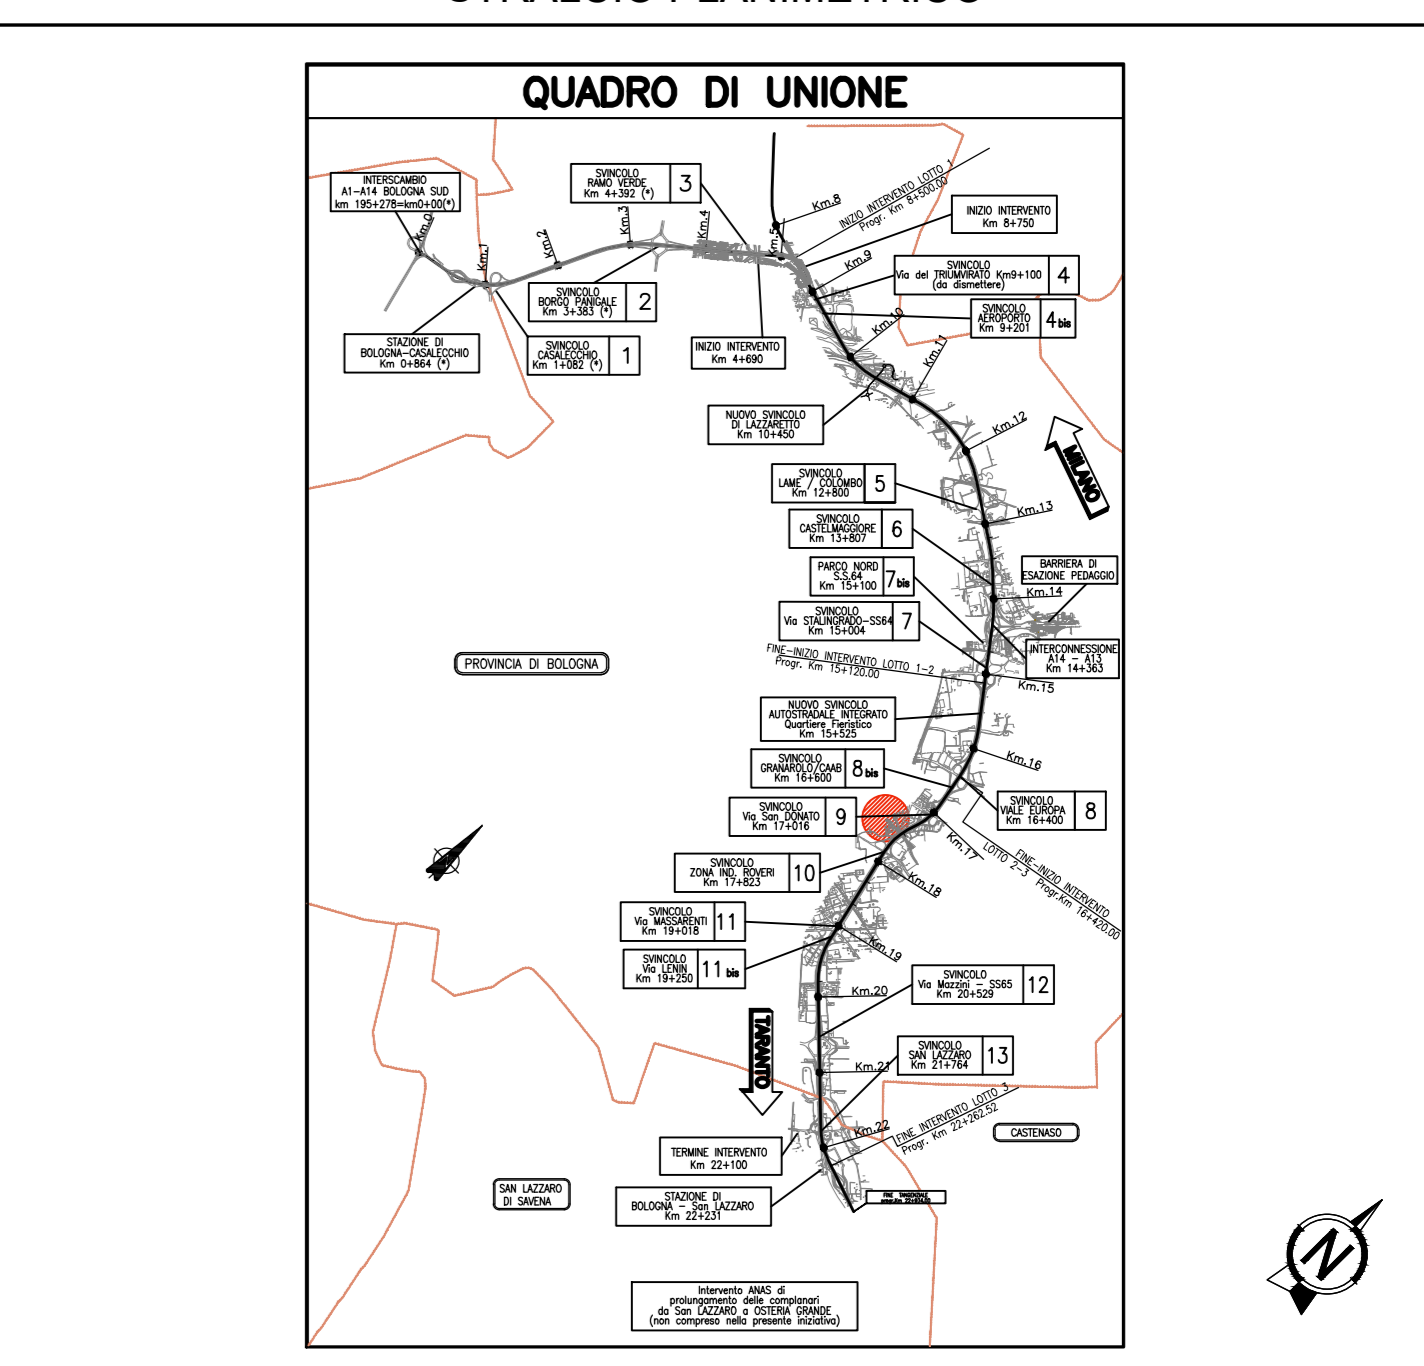 QUADRO DI UNIONE
INTERSCAMBIO
A1-A14 BOLOGNA SUD
km 195+278=km0+00(*)
SVINCOLO
RAMO VERDE
Km 4+392 (*)
3
Km.0
Km.1
Km.2
Km.3
Km.4
Km.5
Km.8
INIZIO INTERVENTO LOTTO 1
Progr. Km 8+500.00
INIZIO INTERVENTO
Km 8+750
Km.9
SVINCOLO
Via del TRIUMVIRATO Km9+100
(da dismettere)
4
SVINCOLO
BORGO PANIGALE
Km 3+383 (*)
2
SVINCOLO
AEROPORTO
Km 9+201
4bis
Km.10
Km.11
STAZIONE DI
BOLOGNA-CASALECCHIO
Km 0+864 (*)
SVINCOLO
CASALECCHIO
Km 1+082 (*)
1
INIZIO INTERVENTO
Km 4+690
NUOVO SVINCOLO
DI LAZZARETTO
Km 10+450
Km.12
MILANO
SVINCOLO
LAME / COLOMBO
Km 12+800
5
Km.13
SVINCOLO
CASTELMAGGIORE
Km 13+807
6
PARCO NORD
S.S.64
Km 15+100
7bis
BARRIERA DI
ESAZIONE PEDAGGIO
Km.14
SVINCOLO
Via STALINGRADO-SS64
Km 15+004
7
INTERCONNESSIONE
A14 - A13
Km 14+363
FINE-INIZIO INTERVENTO LOTTO 1-2
Progr. Km 15+120.00
Km.15
PROVINCIA DI BOLOGNA
NUOVO SVINCOLO
AUTOSTRADALE INTEGRATO
Quartiere Fieristico
Km 15+525
Km.16
SVINCOLO
GRANAROLO/CAAB
Km 16+600
8bis
SVINCOLO
VIALE EUROPA
Km 16+400
8
SVINCOLO
Via San DONATO
Km 17+016
9
Km.17
FINE-INIZIO INTERVENTO
LOTTO 2-3 Progr.Km 16+420.00
SVINCOLO
ZONA IND. ROVERI
Km 17+823
10
Km.18
SVINCOLO
Via MASSARENTI
Km 19+018
11
Km.19
SVINCOLO
Via LENIN
Km 19+250
11 bis
SVINCOLO
Via Mazzini - SS65
Km 20+529
12
Km.20
TARANTO
SVINCOLO
SAN LAZZARO
Km 21+764
13
Km.21
FINE INTERVENTO LOTTO 3
Progr. Km 22+262.52
Km.22
CASTENASO
TERMINE INTERVENTO
Km 22+100
SAN LAZZARO
DI SAVENA
STAZIONE DI
BOLOGNA - San LAZZARO
Km 22+231
FINE TANGENZIALE
N
Intervento ANAS di
prolungamento delle complanari
da San LAZZARO a OSTERIA GRANDE
(non compreso nella presente iniziativa)